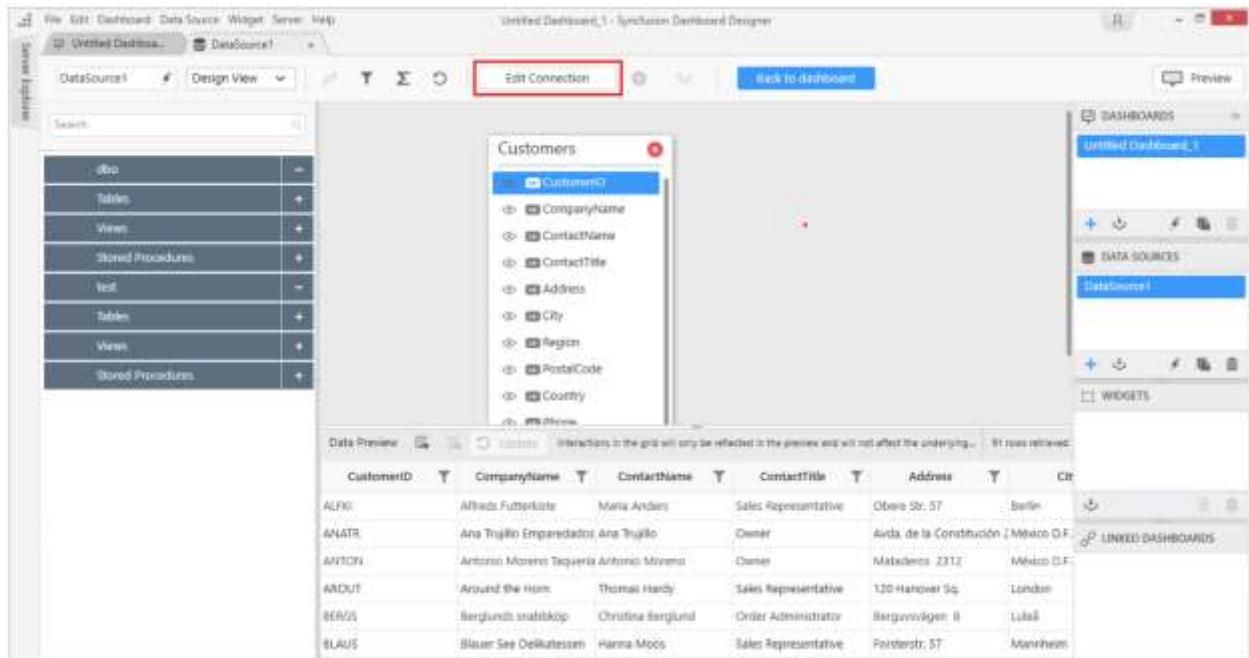 File Edit Dashboard Data Source Widget Server Help
Untitled Dashboard_1 - Syncfusion Dashboard Designer
Untitled Dashboa...
DataSource1
Server Explorer
DataSource1
Design View
Edit Connection
Back to dashboard
Preview
Search
dbo
Tables
Views
Stored Procedures
test
Tables
Views
Stored Procedures
Customers
CustomerID
CompanyName
ContactName
ContactTitle
Address
City
Region
PostalCode
Country
Phone
DASHBOARDS
Untitled Dashboard_1
DATA SOURCES
DataSource1
WIDGETS
LINKED DASHBOARDS
Data Preview Update Interactions in the grid will only be reflected in the preview and will not affect the underlying... 91 rows retrieved
CustomerID CompanyName ContactName ContactTitle Address Cit
ALFKI Alfreds Futterkiste Maria Anders Sales Representative Obere Str. 57 Berlin
ANATR Ana Trujillo Emparedados Ana Trujillo Owner Avda. de la Constitución 2 México D.F.
ANTON Antonio Moreno Taquería Antonio Moreno Owner Mataderos 2312 México D.F.
AROUT Around the Horn Thomas Hardy Sales Representative 120 Hanover Sq. London
BERGS Berglunds snabbköp Christina Berglund Order Administrator Berguvsvägen 8 Luleå
BLAUS Blauer See Delikatessen Hanna Moos Sales Representative Forsterstr. 57 Mannheim